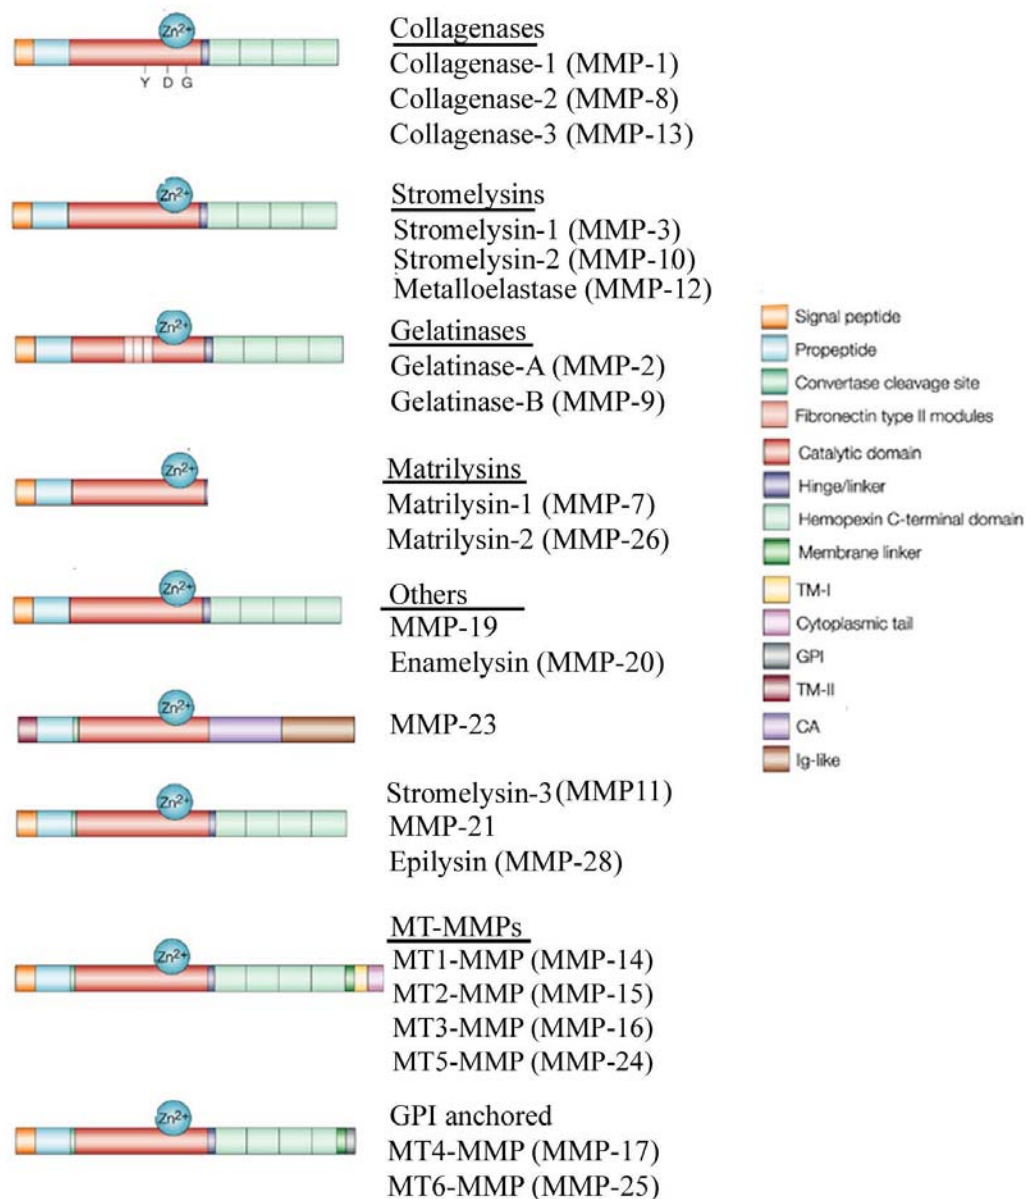 Zn2+
Y D G
Collagenases
Collagenase-1 (MMP-1)
Collagenase-2 (MMP-8)
Collagenase-3 (MMP-13)
Zn2+
Stromelysins
Stromelysin-1 (MMP-3)
Stromelysin-2 (MMP-10)
Metalloelastase (MMP-12)
Zn2+
Gelatinases
Gelatinase-A (MMP-2)
Gelatinase-B (MMP-9)
Zn2+
Matrilysins
Matrilysin-1 (MMP-7)
Matrilysin-2 (MMP-26)
Zn2+
Others
MMP-19
Enamelysin (MMP-20)
Zn2+
MMP-23
Zn2+
Stromelysin-3 (MMP11)
MMP-21
Epilysin (MMP-28)
Zn2+
MT-MMPs
MT1-MMP (MMP-14)
MT2-MMP (MMP-15)
MT3-MMP (MMP-16)
MT5-MMP (MMP-24)
Zn2+
GPI anchored
MT4-MMP (MMP-17)
MT6-MMP (MMP-25)
Signal peptide
Propeptide
Convertase cleavage site
Fibronectin type II modules
Catalytic domain
Hinge/linker
Hemopexin C-terminal domain
Membrane linker
TM-I
Cytoplasmic tail
GPI
TM-II
CA
Ig-like